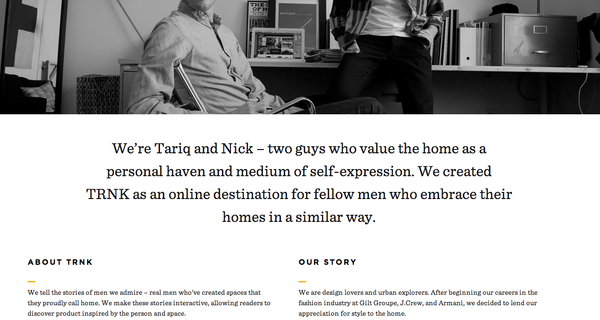 We're Tariq and Nick – two guys who value the home as a
personal haven and medium of self-expression. We created
TRNK as an online destination for fellow men who embrace their
homes in a similar way.
ABOUT TRNK
We tell the stories of men we admire – real men who've created spaces that
they proudly call home. We make these stories interactive, allowing readers to
discover product inspired by the person and space.
OUR STORY
We are design lovers and urban explorers. After beginning our careers in the
fashion industry at Gilt Groupe, J.Crew, and Armani, we decided to lend our
appreciation for style to the home.